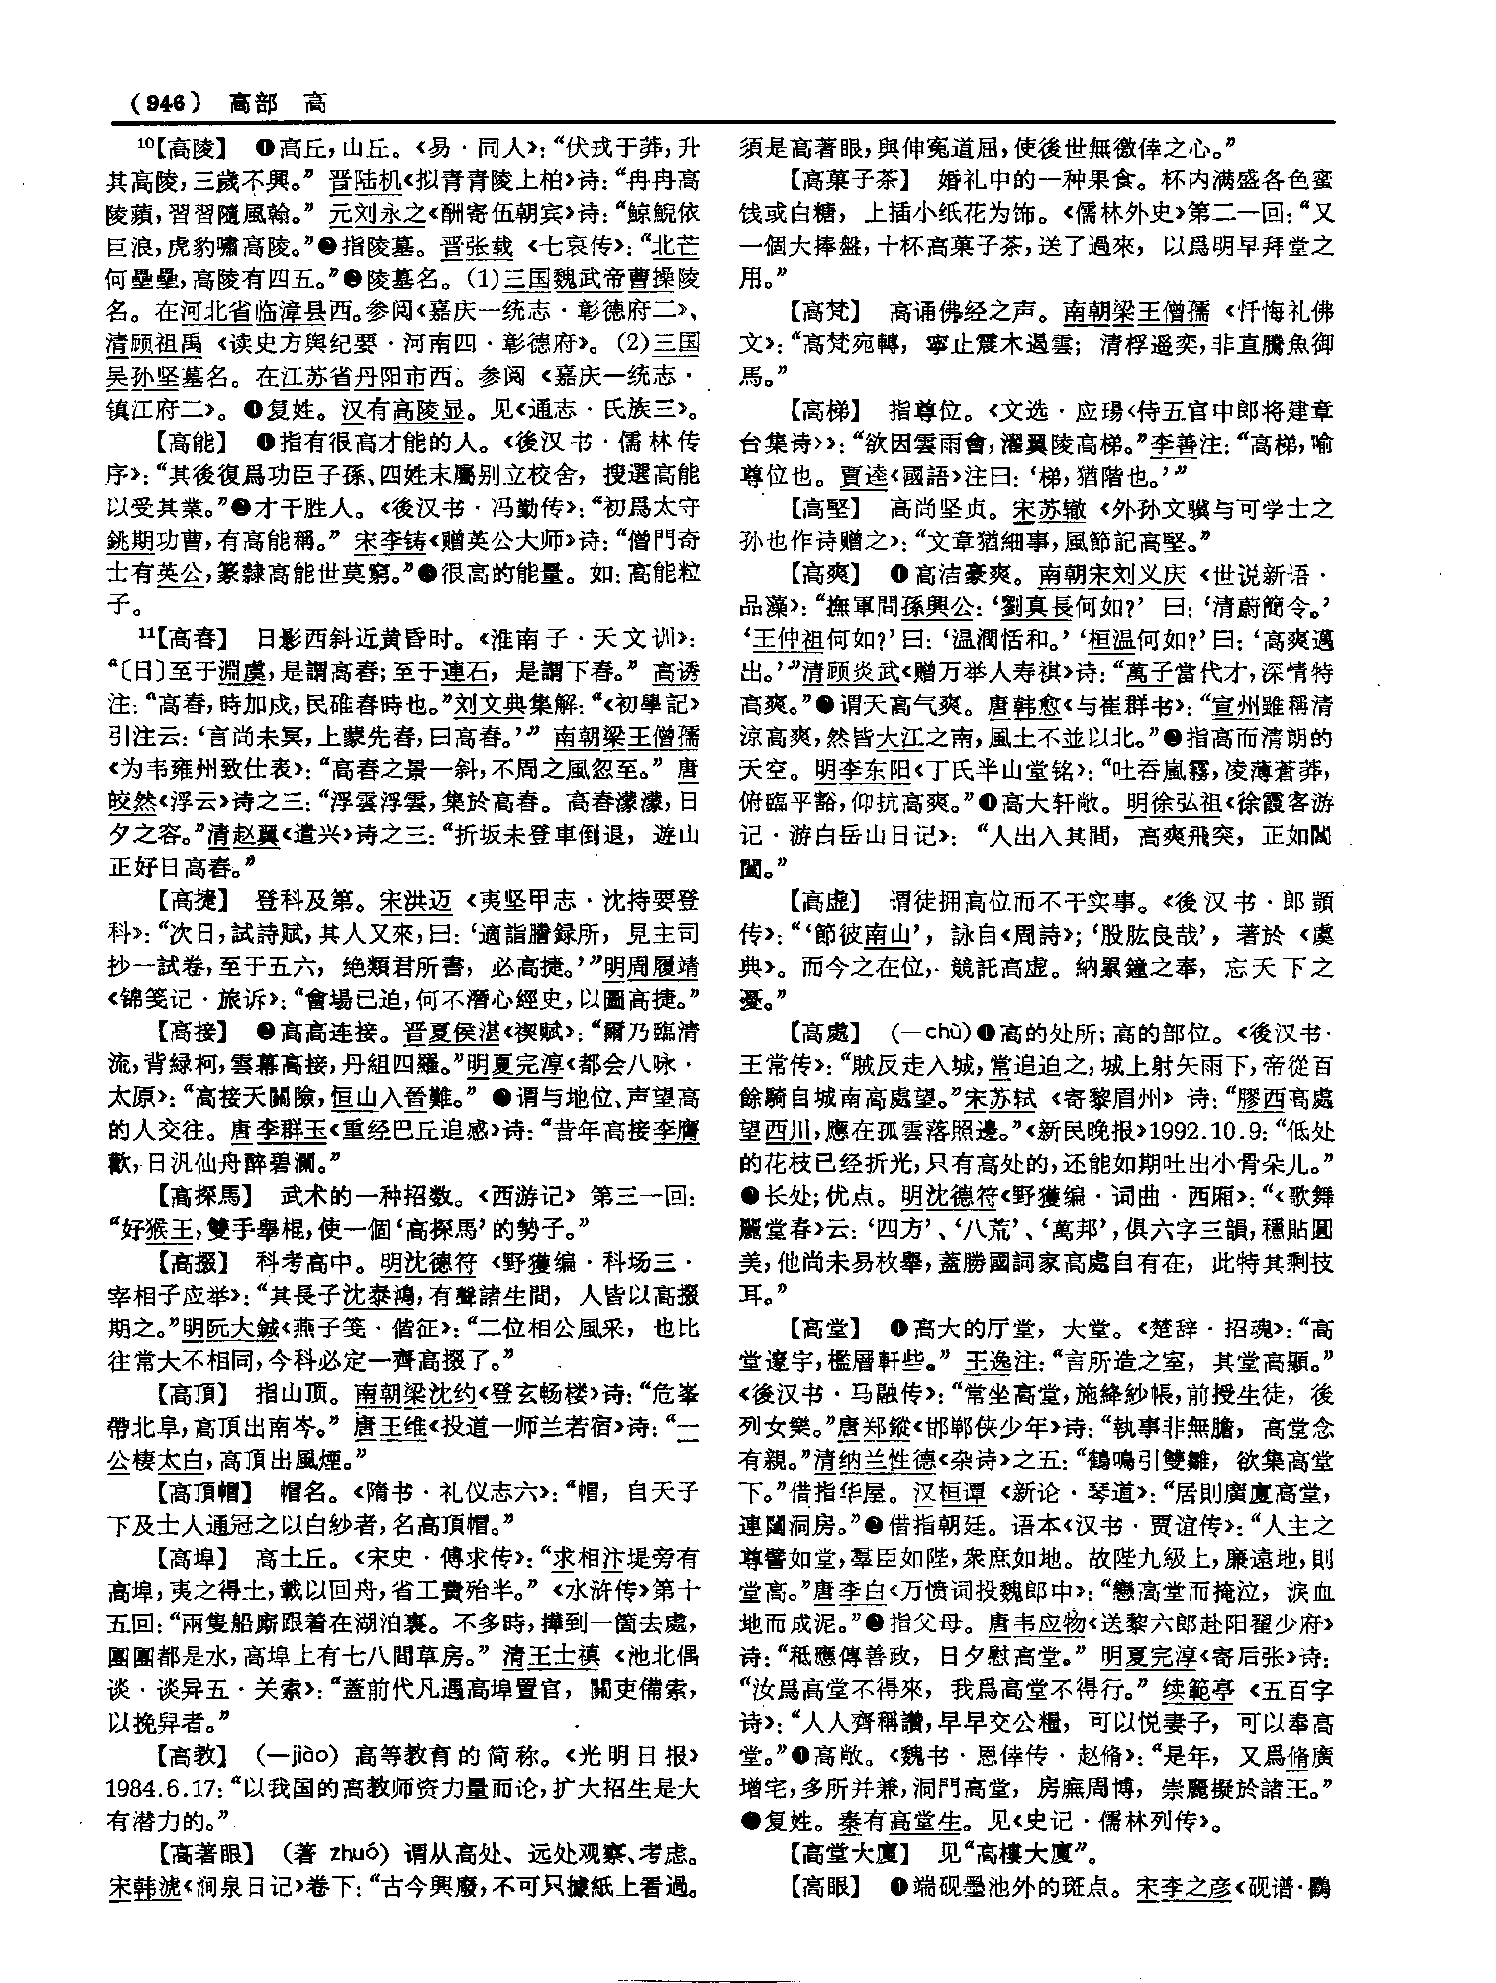 （946） 高部 高
10【高陵】 ❶高丘，山丘。《易·同人》：“伏戎于莽，升
其高陵，三歲不興。” 晋陆机《拟青青陵上柏》诗：“冉冉高
陵蘋，習習隨風翰。” 元刘永之《酬寄伍朝宾》诗：“鲸鲵依
巨浪，虎豹嘯高陵。”❷指陵墓。晋张载《七哀传》：“北芒
何壘壘，高陵有四五。”❸陵墓名。(1)三国魏武帝曹操陵
名。在河北省临漳县西。参阅《嘉庆一统志·彰德府二》、
清顾祖禹《读史方舆纪要·河南四·彰德府》。(2)三国
吴孙坚墓名。在江苏省丹阳市西。参阅《嘉庆一统志·
镇江府二》。❹复姓。汉有高陵显。见《通志·氏族三》。
【高能】 ❶指有很高才能的人。《後汉书·儒林传
序》：“其後復爲功臣子孫、四姓末屬别立校舍，搜選高能
以受其業。”❷才干胜人。《後汉书·冯勤传》：“初爲太守
銚期功曹，有高能稱。” 宋李铸《赠英公大师》诗：“僧門奇
士有英公，篆隸高能世莫窮。”❸很高的能量。如：高能粒
子。
11【高舂】 日影西斜近黄昏时。《淮南子·天文训》：
“〔日〕至于淵虞，是謂高舂；至于連石，是謂下舂。” 高诱
注：“高舂，時加戌，民碓舂時也。”刘文典集解：“《初學記》
引注云：‘言尚未冥，上蒙先舂，曰高舂。’” 南朝梁王僧孺
《为韦雍州致仕表》：“高舂之景一斜，不周之風忽至。” 唐
皎然《浮云》诗之三：“浮雲浮雲，集於高舂。高舂濛濛，日
夕之容。”清赵翼《遣兴》诗之三：“折坂未登車倒退，遊山
正好日高舂。”
【高捷】 登科及第。宋洪迈《夷坚甲志·沈持要登
科》：“次日，試詩賦，其人又來，曰：‘適詣謄録所，見主司
抄一試卷，至于五六，絶類君所書，必高捷。’”明周履靖
《锦笺记·旅诉》：“會場已迫，何不潛心經史，以圖高捷。”
【高接】 ❶高高连接。晋夏侯湛《禊赋》：“爾乃臨清
流，背緑柯，雲幕高接，丹組四羅。”明夏完淳《都会八咏·
太原》：“高接天關險，恒山入晉難。” ❷谓与地位、声望高
的人交往。唐李群玉《重经巴丘追感》诗：“昔年高接李膺
歡，日汎仙舟醉碧瀾。”
【高探馬】 武术的一种招数。《西游记》第三一回：
“好猴王，雙手舉棍，使一個‘高探馬’的勢子。”
【高掇】 科考高中。明沈德符《野獲编·科场三·
宰相子应举》：“其長子沈泰鴻，有聲諸生間，人皆以高掇
期之。”明阮大鋮《燕子笺·偕征》：“二位相公風采，也比
往常大不相同，今科必定一齊高掇了。”
【高頂】 指山顶。南朝梁沈约《登玄畅楼》诗：“危峯
帶北阜，高頂出南岑。” 唐王维《投道一师兰若宿》诗：“一
公棲太白，高頂出風煙。”
【高頂帽】 帽名。《隋书·礼仪志六》：“帽，自天子
下及士人通冠之以白紗者，名高頂帽。”
【高埠】 高土丘。《宋史·傅求传》：“求相汴堤旁有
高埠，夷之得土，載以回舟，省工費殆半。” 《水浒传》第十
五回：“兩隻船廝跟着在湖泊裏。不多時，撶到一箇去處，
團團都是水，高埠上有七八間草房。” 清王士禛《池北偶
谈·谈异五·关索》：“蓋前代凡遇高埠置官，關吏備索，
以挽舁者。”
【高教】 （—jiào）高等教育的简称。《光明日报》
1984.6.17：“以我国的高教师资力量而论，扩大招生是大
有潜力的。”
【高著眼】 （著 zhuó）谓从高处、远处观察、考虑。
宋韩淲《涧泉日记》卷下：“古今興廢，不可只據紙上看過。
須是高著眼，與伸寃道屈，使後世無徼倖之心。”
【高菓子茶】 婚礼中的一种果食。杯内满盛各色蜜
饯或白糖，上插小纸花为饰。《儒林外史》第二一回：“又
一個大捧盤，十杯高菓子茶，送了過來，以爲明早拜堂之
用。”
【高梵】 高诵佛经之声。南朝梁王僧孺《忏悔礼佛
文》：“高梵宛轉，寧止震木遏雲；清桴遥奕，非直騰魚御
馬。”
【高梯】 指尊位。《文选·应瑒〈侍五官中郎将建章
台集诗〉》：“欲因雲雨會，濯翼陵高梯。”李善注：“高梯，喻
尊位也。賈逵《國語》注曰：‘梯，猶階也。’”
【高堅】 高尚坚贞。宋苏辙《外孙文骥与可学士之
孙也作诗赠之》：“文章猶細事，風節記高堅。”
【高爽】 ❶高洁豪爽。南朝宋刘义庆《世说新语·
品藻》：“撫軍問孫興公：‘劉真長何如？’ 曰：‘清蔚簡令。’
‘王仲祖何如？’曰：‘温潤恬和。’‘桓温何如？’曰：‘高爽邁
出。’”清顾炎武《赠万举人寿祺》诗：“萬子當代才，深情特
高爽。”❷谓天高气爽。唐韩愈《与崔群书》：“宣州雖稱清
涼高爽，然皆大江之南，風土不並以北。”❸指高而清朗的
天空。明李东阳《丁氏半山堂铭》：“吐吞嵐霧，凌薄蒼莽，
俯臨平豁，仰抗高爽。”❹高大轩敞。明徐弘祖《徐霞客游
记·游白岳山日记》：“人出入其間，高爽飛突，正如閶
闔。”
【高虚】 谓徒拥高位而不干实事。《後汉书·郎顗
传》：“‘節彼南山’，詠自《周詩》；‘股肱良哉’，著於《虞
典》。而今之在位，競託高虚。納累鐘之奉，忘天下之
憂。”
【高處】 （—chù）❶高的处所；高的部位。《後汉书·
王常传》：“賊反走入城，常追迫之，城上射矢雨下，帝從百
餘騎自城南高處望。”宋苏轼《寄黎眉州》诗：“膠西高處
望西川，應在孤雲落照邊。”《新民晚报》1992.10.9：“低处
的花枝已经折光，只有高处的，还能如期吐出小骨朵儿。”
❷长处；优点。明沈德符《野獲编·词曲·西厢》：“《歌舞
麗堂春》云：‘四方’、‘八荒’、‘萬邦’，俱六字三韻，穩貼圓
美，他尚未易枚舉，蓋勝國詞家高處自有在，此特其剩技
耳。”
【高堂】 ❶高大的厅堂，大堂。《楚辞·招魂》：“高
堂邃宇，檻層軒些。” 王逸注：“言所造之室，其堂高顯。”
《後汉书·马融传》：“常坐高堂，施絳紗帳，前授生徒，後
列女樂。”唐郑鏦《邯郸侠少年》诗：“執事非無膽，高堂念
有親。”清纳兰性德《杂诗》之五：“鶴鳴引雙雛，欲集高堂
下。”借指华屋。汉桓谭《新论·琴道》：“居則廣廈高堂，
連闥洞房。”❷借指朝廷。语本《汉书·贾谊传》：“人主之
尊譬如堂，羣臣如陛，衆庶如地。故陛九級上，廉遠地，則
堂高。”唐李白《万愤词投魏郎中》：“戀高堂而掩泣，淚血
地而成泥。”❸指父母。唐韦应物《送黎六郎赴阳翟少府》
诗：“秪應傳善政，日夕慰高堂。” 明夏完淳《寄后张》诗：
“汝爲高堂不得來，我爲高堂不得行。” 续範亭《五百字
诗》：“人人齊稱讚，早早交公糧，可以悦妻子，可以奉高
堂。”❹高敞。《魏书·恩倖传·赵脩》：“是年，又爲脩廣
增宅，多所并兼，洞門高堂，房廡周博，崇麗擬於諸王。”
❺复姓。秦有高堂生。见《史记·儒林列传》。
【高堂大廈】 见“高樓大廈”。
【高眼】 ❶端砚墨池外的斑点。宋李之彦《砚谱·鸜